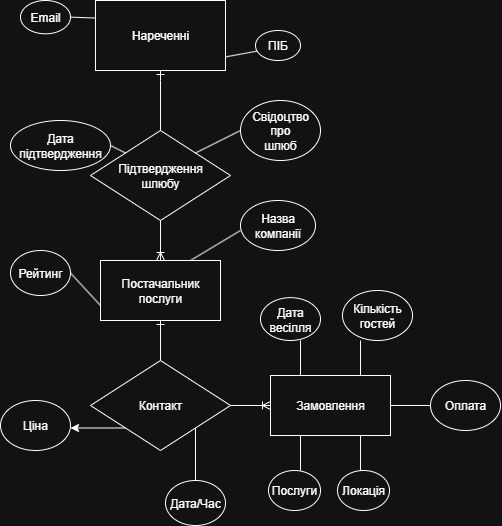 Email
Нареченні
ПІБ
Дата
підтвердження
Свідоцтво
про
шлюб
Підтвердження
шлюбу
Назва
компанії
Рейтинг
Постачальник
послуги
Дата
весілля
Кількість
гостей
Ціна
Контакт
Замовлення
Оплата
Дата/Час
Послуги
Локація